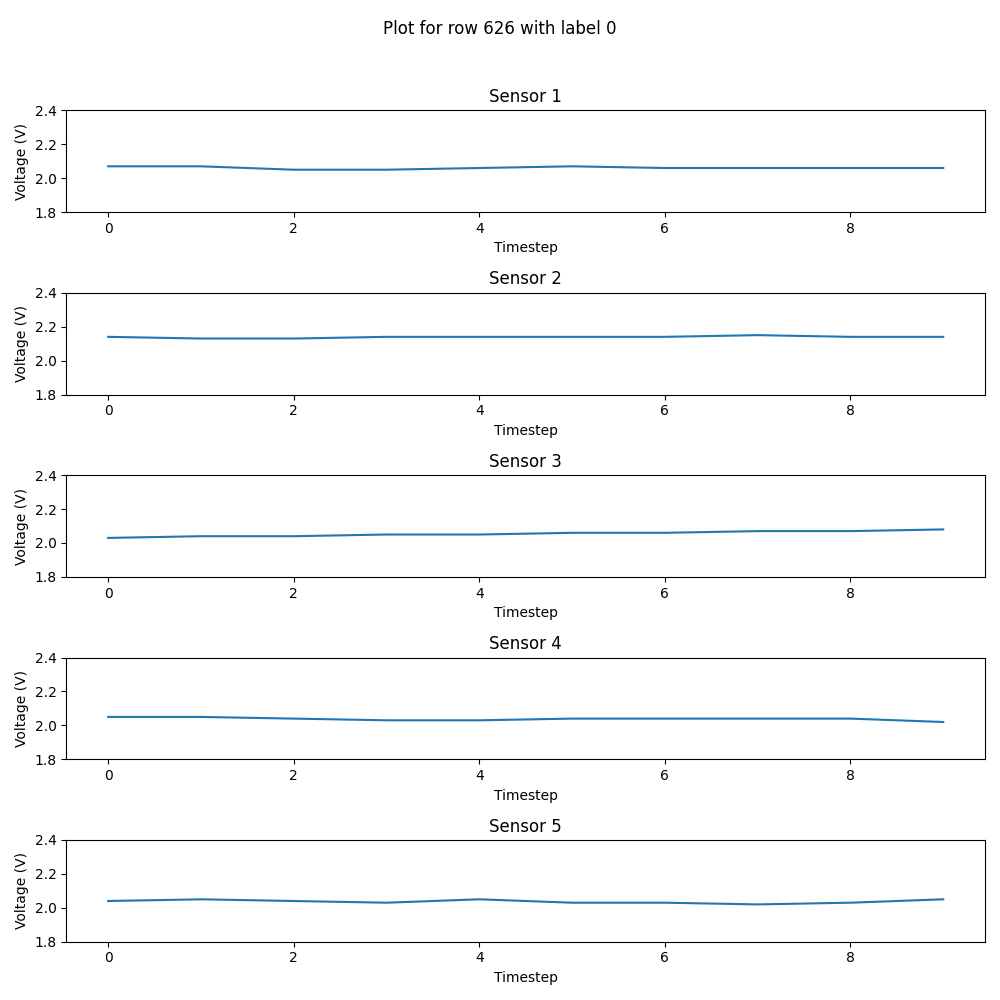 Plot for row 626 with label 0
Sensor 1
Voltage (V)
2.4
2.2
2.0
1.8
0 2 4 6 8
Timestep
Sensor 2
Voltage (V)
2.4
2.2
2.0
1.8
0 2 4 6 8
Timestep
Sensor 3
Voltage (V)
2.4
2.2
2.0
1.8
0 2 4 6 8
Timestep
Sensor 4
Voltage (V)
2.4
2.2
2.0
1.8
0 2 4 6 8
Timestep
Sensor 5
Voltage (V)
2.4
2.2
2.0
1.8
0 2 4 6 8
Timestep